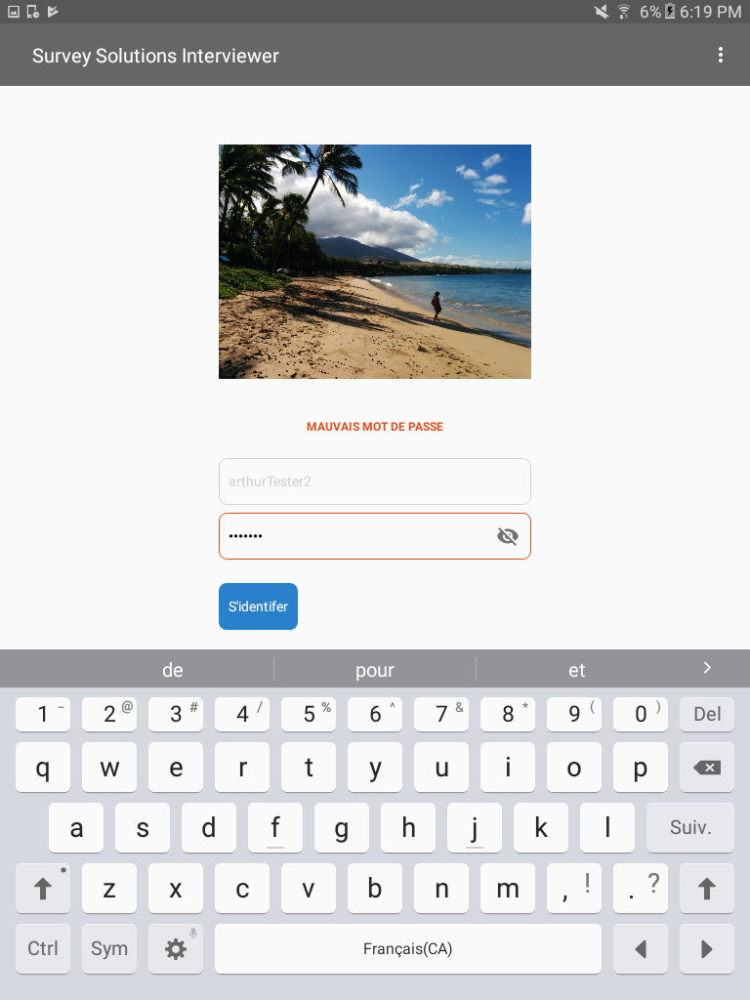 6% 6:19 PM
Survey Solutions Interviewer
MAUVAIS MOT DE PASSE
arthurTester2
•••••••
S'identifer
de pour et
1 - 2 @ 3 # 4 / 5 % 6 ^ 7 & 8 * 9 ( 0 ) Del
q w e r t y u i o p
a s d f g h j k l Suiv.
z x c v b n m , ! . ?
Ctrl Sym Français(CA)